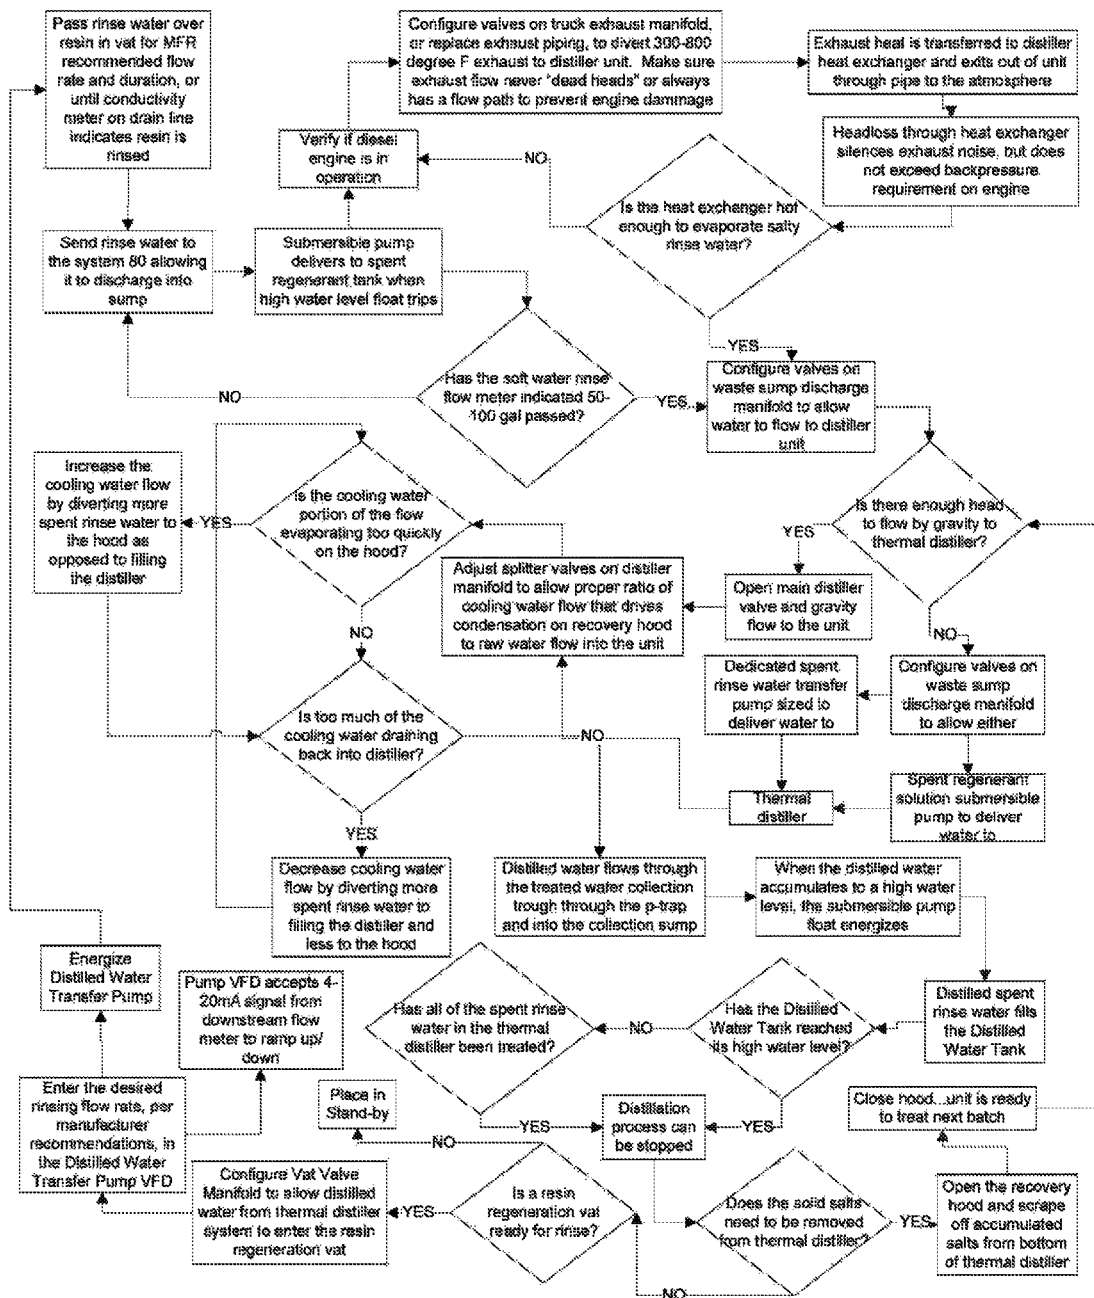 Pass rinse water over
resin in vat for MFR
recommended flow
rate and duration, or
until conductivity
meter on drain line
indicates resin is
rinsed
Configure valves on truck exhaust manifold,
or replace exhaust piping, to divert 300-800
degree F exhaust to distiller unit. Make sure
exhaust flow never "dead heads" or always
has a flow path to prevent engine dammage
Exhaust heat is transferred to distiller
heat exchanger and exits out of unit
through pipe to the atmosphere
Headloss through heat exchanger
silences exhaust noise, but does
not exceed backpressure
requirement on engine
Verify if diesel
engine is in
operation
NO
Is the heat exchanger hot
enough to evaporate salty
rinse water?
Send rinse water to
the system 80 allowing
it to discharge into
sump
Submersible pump
delivers to spent
regenerant tank when
high water level float trips
YES
Has the soft water rinse
flow meter indicated 50-
100 gal passed?
NO
YES
Configure valves on
waste sump discharge
manifold to allow
water to flow to distiller
unit
Increase the
cooling water flow
by diverting more
spent rinse water to
the hood as
opposed to filling
the distiller
YES
Is the cooling water
portion of the flow
evaporating too quickly
on the hood?
NO
Is there enough head
to flow by gravity to
thermal distiller?
YES
NO
Adjust splitter valves on distiller
manifold to allow proper ratio of
cooling water flow that drives
condensation on recovery hood
to raw water flow into the unit
Open main distiller
valve and gravity
flow to the unit
Dedicated spent
rinse water transfer
pump sized to
deliver water to
Configure valves on
waste sump
discharge manifold
to allow either
Is too much of the
cooling water draining
back into distiller?
NO
YES
Thermal
distiller
Spent regenerant
solution submersible
pump to deliver
water to
Decrease cooling water
flow by diverting more
spent rinse water to
filling the distiller and
less to the hood
Distilled water flows through
the treated water collection
trough through the p-trap
and into the collection sump
When the distilled water
accumulates to a high water
level, the submersible pump
float energizes
Energize
Distilled Water
Transfer Pump
Pump VFD accepts 4-
20mA signal from
downstream flow
meter to ramp up/
down
Has all of the spent rinse
water in the thermal
distiller been treated?
NO
Has the Distilled
Water Tank reached
its high water level?
Distilled spent
rinse water fills
the Distilled
Water Tank
Enter the desired
rinsing flow rate, per
manufacturer
recommendations, in
the Distilled Water
Transfer Pump VFD
Place in
Stand-by
YES
Distillation
process can
be stopped
YES
Close hood...unit is ready
to treat next batch
NO
Configure Vat Valve
Manifold to allow distilled
water from thermal distiller
system to enter the resin
regeneration vat
YES
Is a resin
regeneration vat
ready for rinse?
Does the solid salts
need to be removed
from thermal distiller?
YES
Open the recovery
hood and scrape
off accumulated
salts from bottom
of thermal distiller
NO